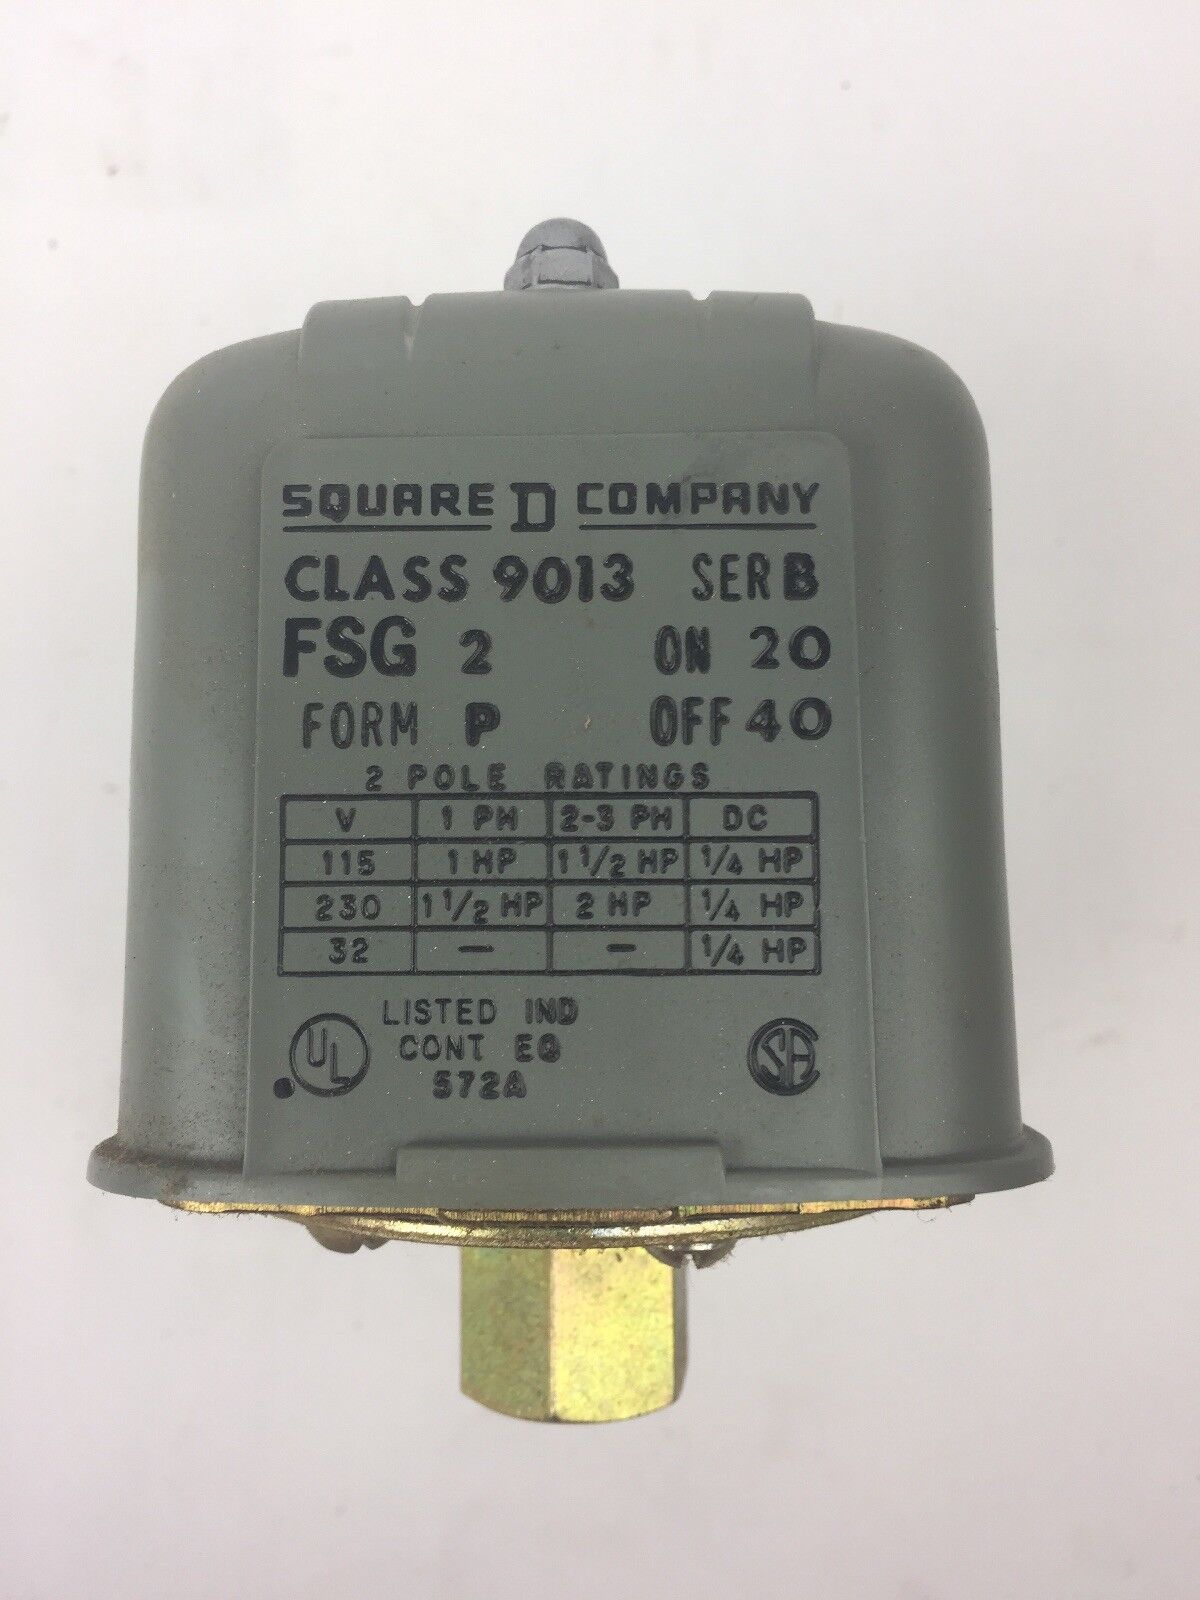 SQUARE D COMPANY
CLASS 9013 SER B
FSG 2 ON 20
FORM P OFF 40
2 POLE RATINGS
V 1 PH 2-3 PH DC
115 1 HP 1 1/2 HP 1/4 HP
230 1 1/2 HP 2 HP 1/4 HP
32 — – 1/4 HP
UL LISTED IND
CONT EQ
572A
SA